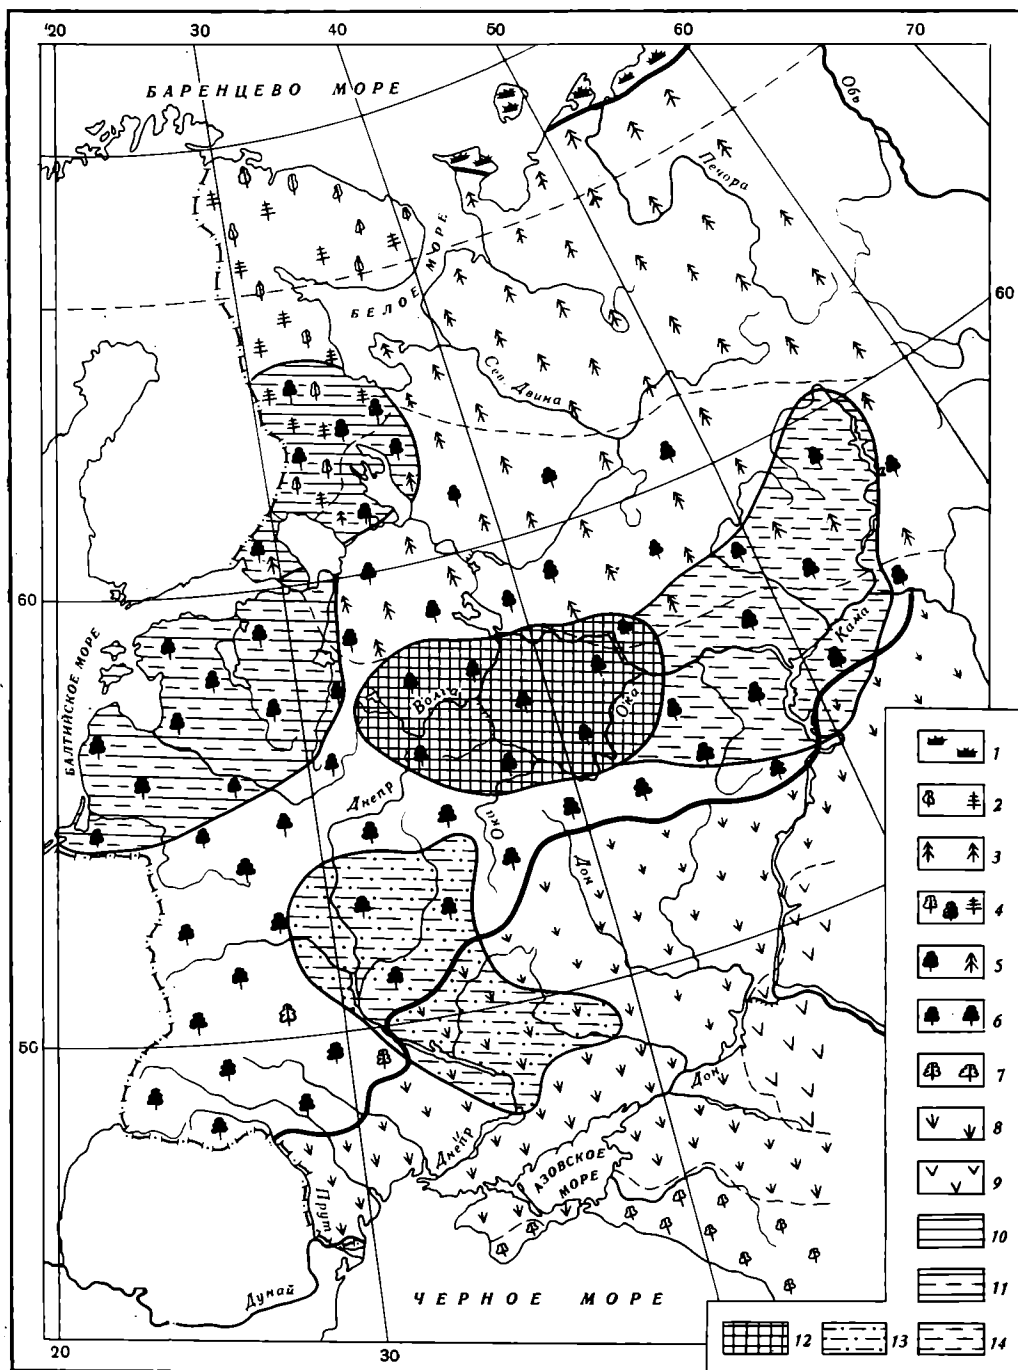 20 30 40 50 60 70
БАРЕНЦЕВО МОРЕ
Обь
Печора
БЕЛОЕ МОРЕ
60
Сев. Двина
60
БАЛТИЙСКОЕ МОРЕ
Кама
Волга
Ока
Днепр
Оки
Дон
50
Дон
Днепр
АЗОВСКОЕ
МОРЕ
Прут
Дунай
ЧЕРНОЕ МОРЕ
1
2
3
4
5
6
7
8
9
10
11
12 13 14
20 30